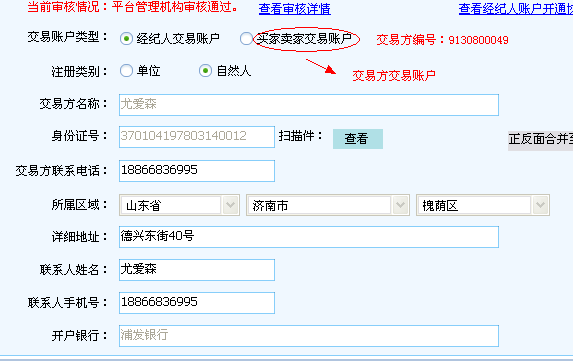 当前审核情况：平台管理机构审核通过。 查看审核详情 查看经纪人账户开通
交易账户类型： 经纪人交易账户 买家卖家交易账户 交易方编号：9130800049
注册类别： 单位 自然人 交易方交易账户
交易方名称： 尤爱森
身份证号： 370104197803140012 扫描件： 查看 正反面合并至
交易方联系电话： 18866836995
所属区域： 山东省 济南市 槐荫区
详细地址： 德兴东街40号
联系人姓名： 尤爱森
联系人手机号： 18866836995
开户银行： 浦发银行